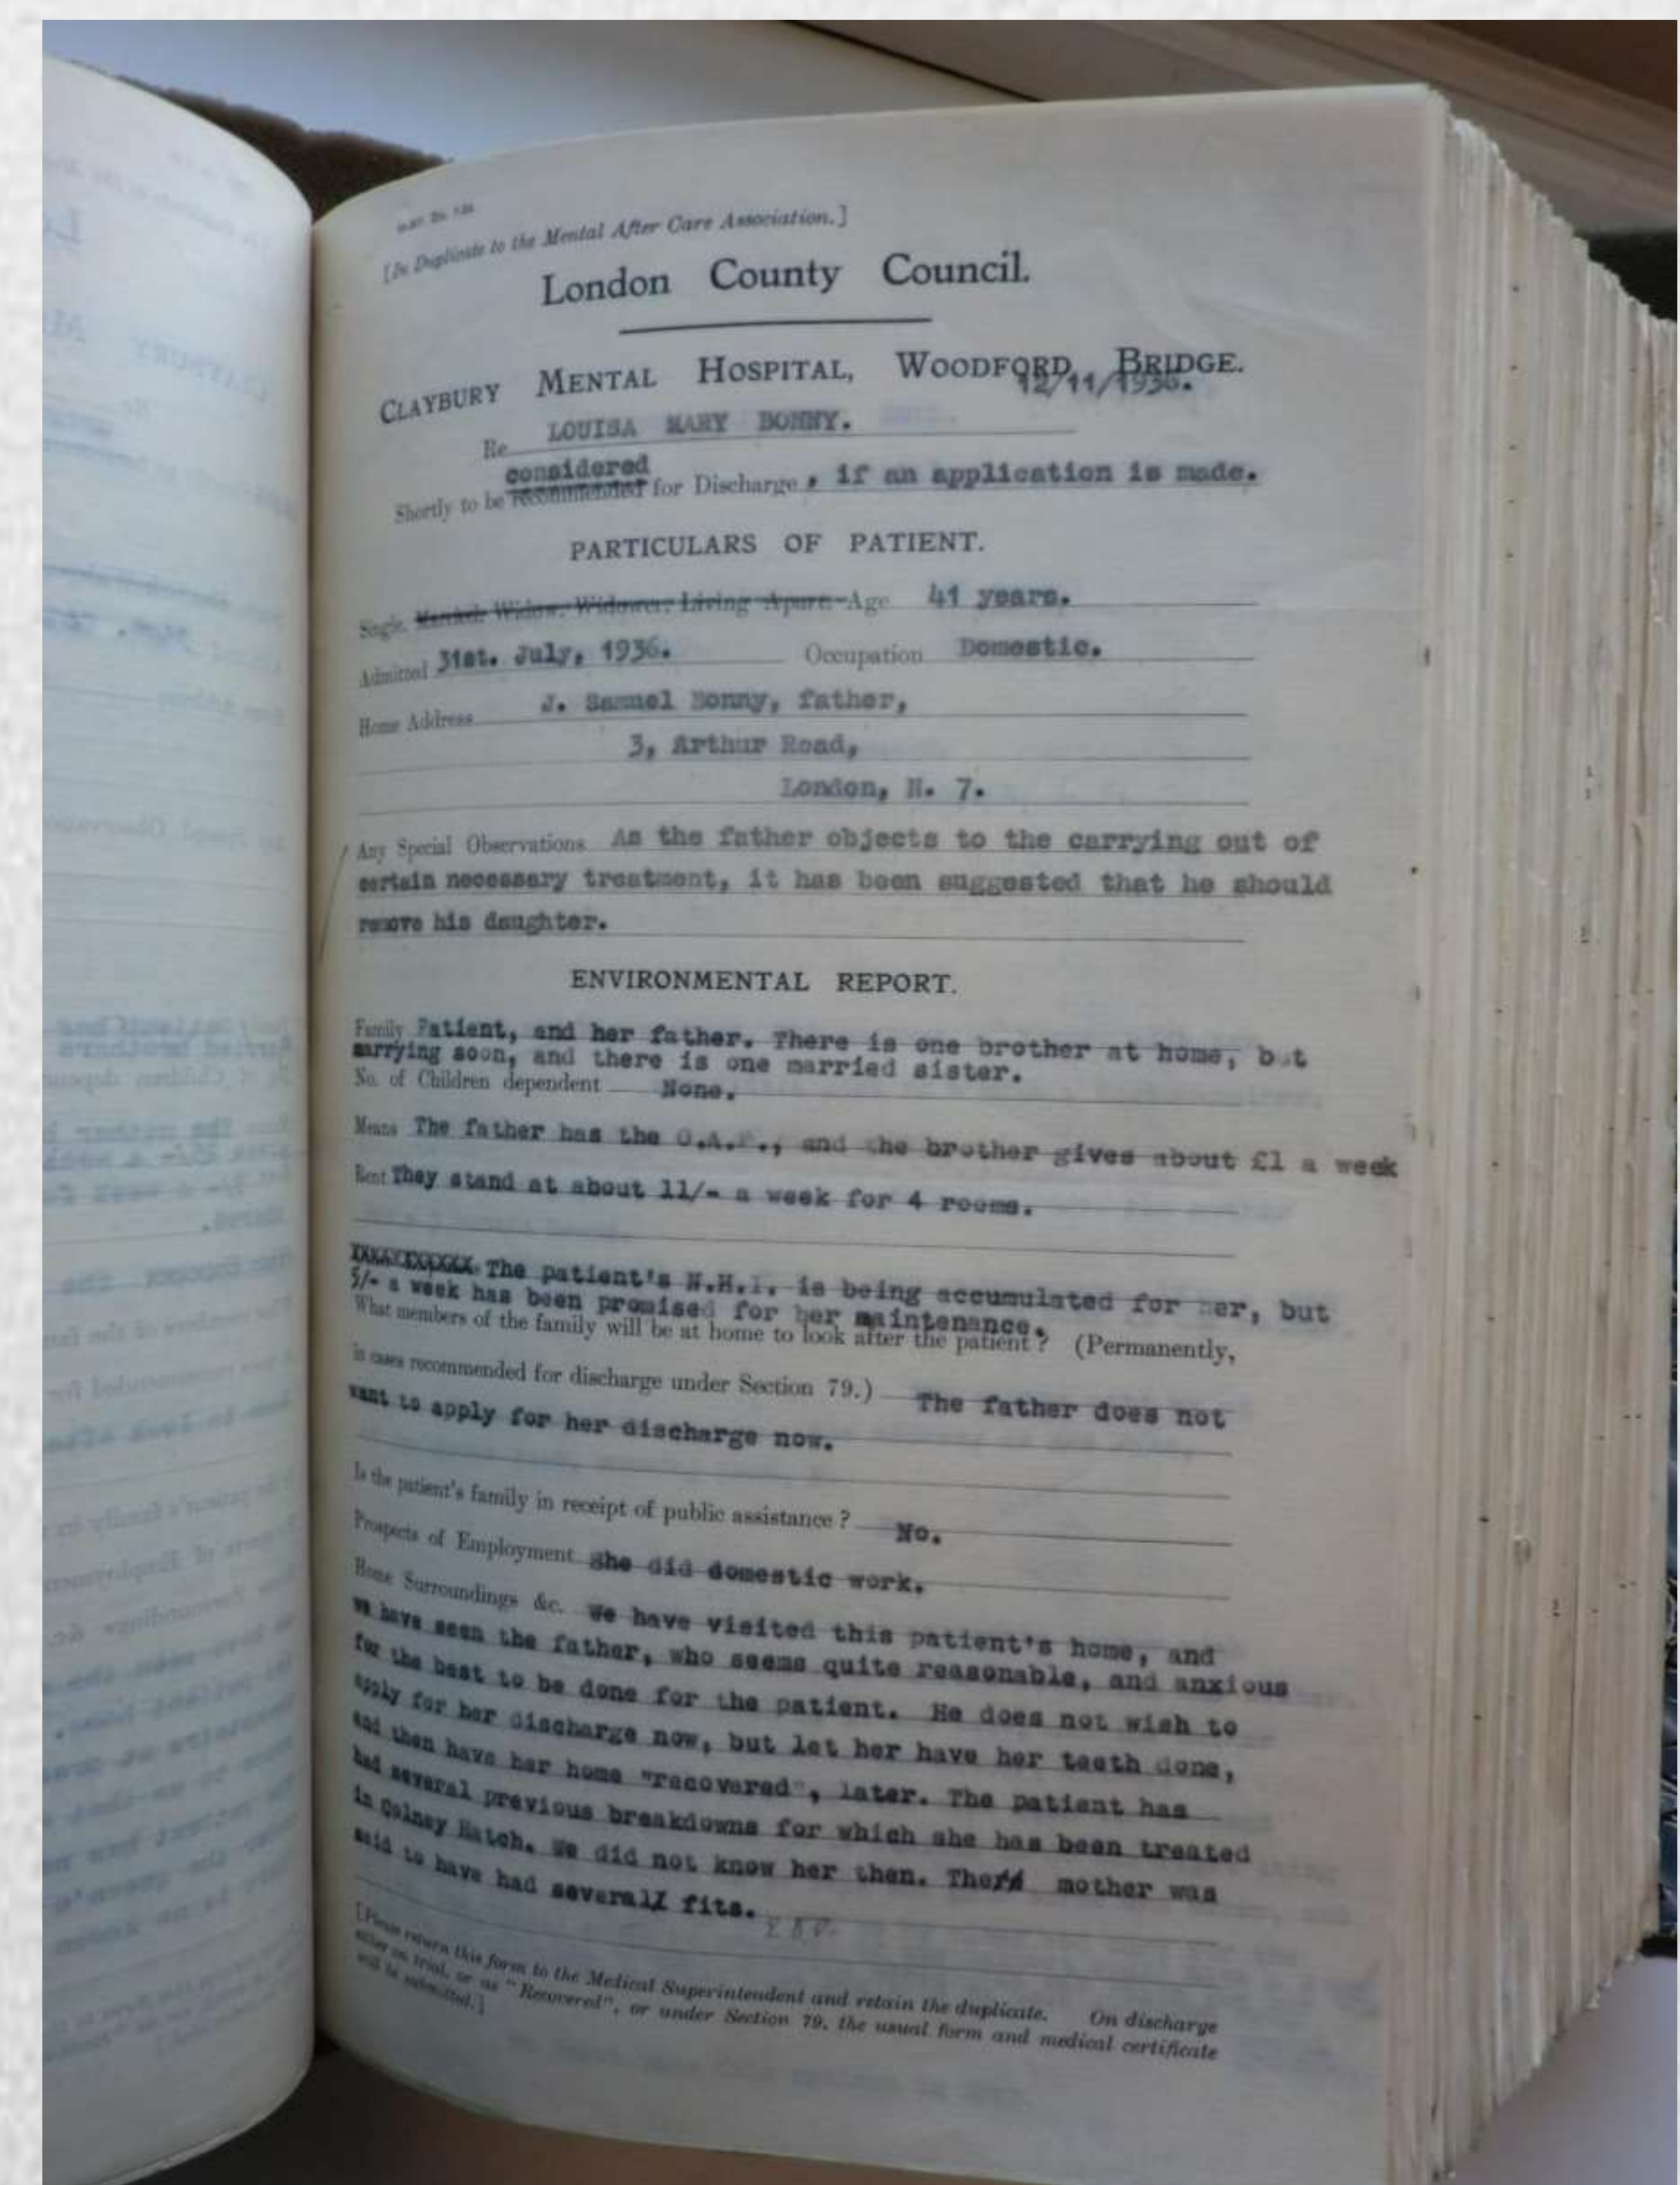 [In Duplicate to the Mental After Care Association.]
London County Council.
CLAYBURY MENTAL HOSPITAL, WOODFORD BRIDGE.
12/11/1936.
Re LOUISA MARY BONNY.
considered
Shortly to be recommended for Discharge, if an application is made.
PARTICULARS OF PATIENT.
Single. Married. Widow. Widower. Living Apart. Age 41 years.
Admitted 31st. July, 1936. Occupation Domestic.
Home Address J. Samuel Bonny, father,
3, Arthur Road,
London, N. 7.
Any Special Observations As the father objects to the carrying out of
certain necessary treatment, it has been suggested that he should
remove his daughter.
ENVIRONMENTAL REPORT.
Family Patient, and her father. There is one brother at home, but
marrying soon, and there is one married sister.
No. of Children dependent None.
Means The father has the O.A.P., and the brother gives about £1 a week
Rent They stand at about 11/- a week for 4 rooms.
The patient's N.H.I. is being accumulated for her, but
5/- a week has been promised for her maintenance.
What members of the family will be at home to look after the patient? (Permanently,
in cases recommended for discharge under Section 79.) The father does not
want to apply for her discharge now.
Is the patient's family in receipt of public assistance? No.
Prospects of Employment She did domestic work.
Home Surroundings &c. We have visited this patient's home, and
we have seen the father, who seems quite reasonable, and anxious
for the best to be done for the patient. He does not wish to
apply for her discharge now, but let her have her teeth done,
and then have her home "recovered", later. The patient has
had several previous breakdowns for which she has been treated
in Colney Hatch. We did not know her then. The mother was
said to have had several fits.
[Please return this form to the Medical Superintendent and retain the duplicate. On discharge
either on trial, or as "Recovered", or under Section 79, the usual form and medical certificate
will be submitted.]